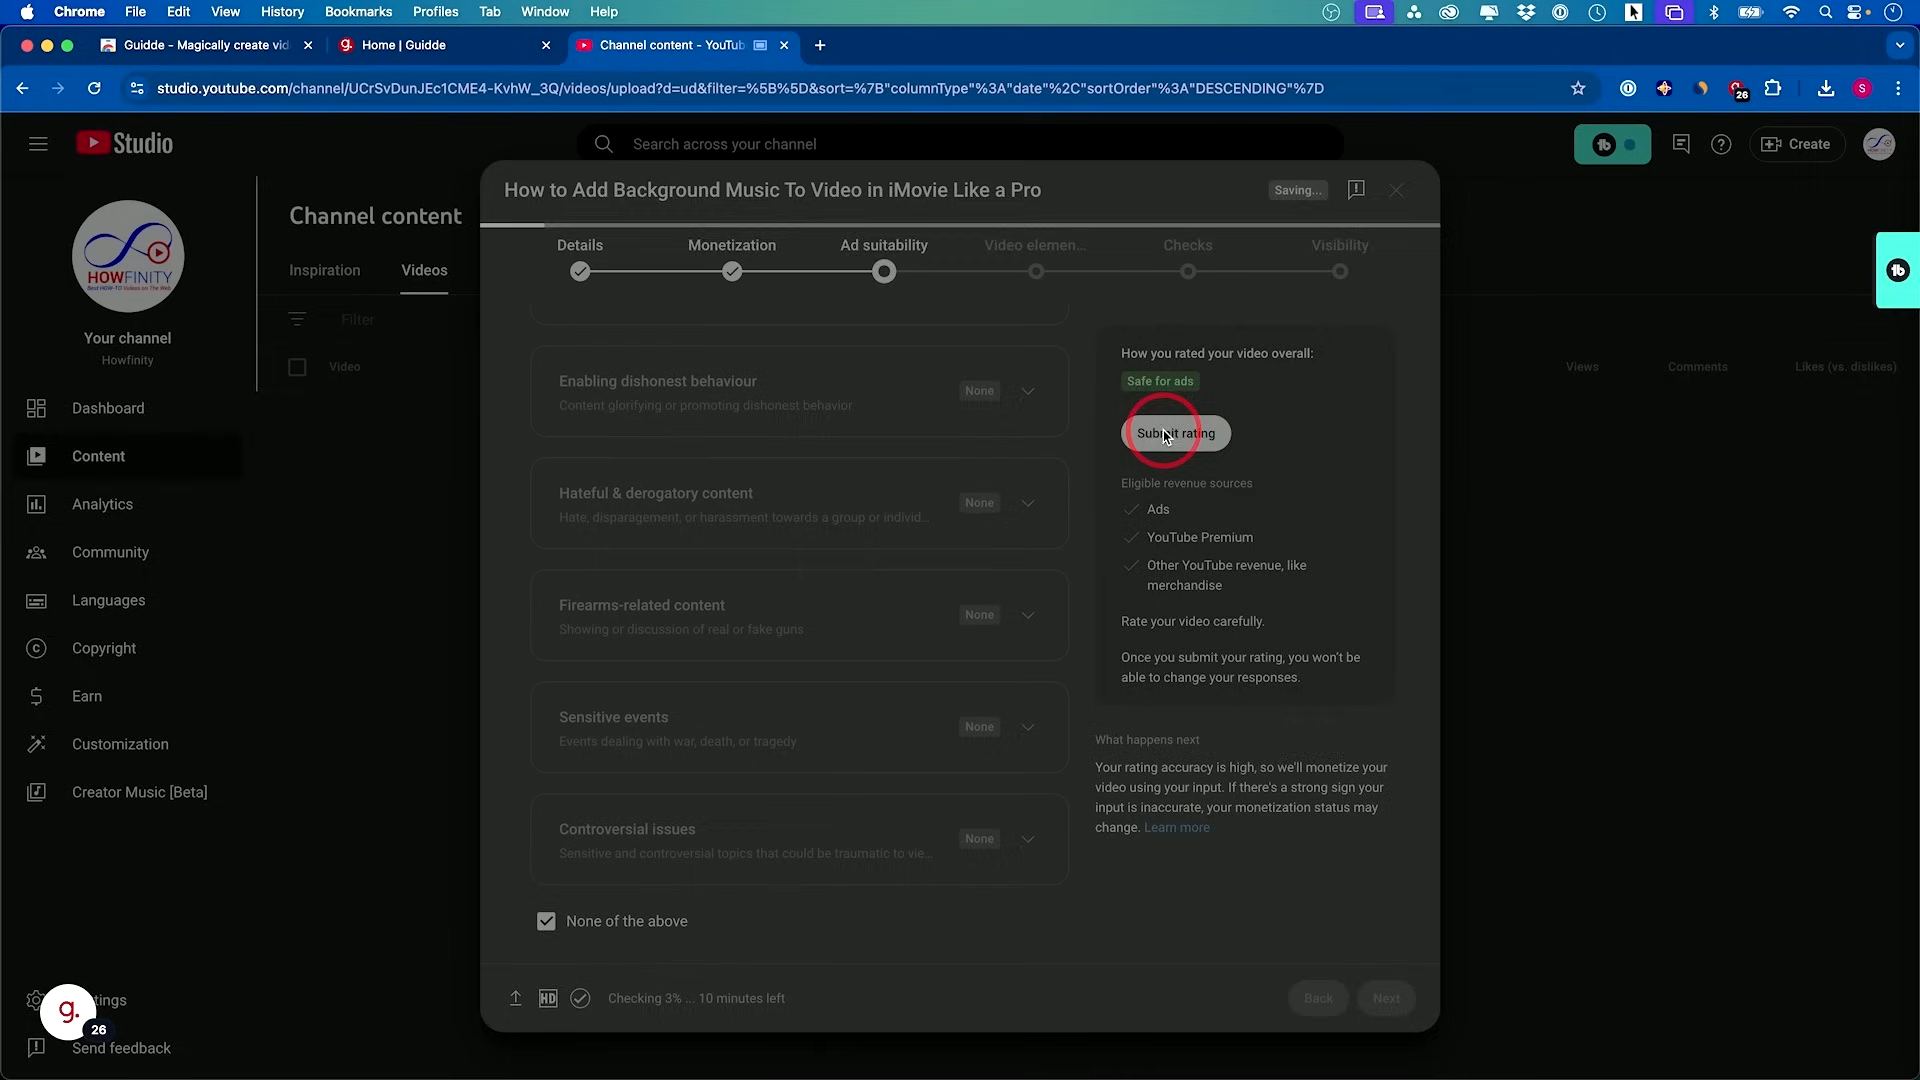 Chrome File Edit View History Bookmarks Profiles Tab Window Help
Guidde - Magically create vid
Home | Guidde
Channel content - YouTub
studio.youtube.com/channel/UCrSvDunJEc1CME4-KvhW_3Q/videos/upload?d=ud&filter=%5B%5D&sort=%7B"columnType"%3A"date"%2C"sortOrder"%3A"DESCENDING"%7D
26
S
Studio
Search across your channel
Create
HOWFINITY
Best HOW-TO Videos on The Web
Your channel
Howfinity
Dashboard
Content
Analytics
Community
Languages
Copyright
Earn
Customization
Creator Music [Beta]
g.
26
tings
Send feedback
Channel content
Inspiration
Videos
Filter
Video
Views
Comments
Likes (vs. dislikes)
How to Add Background Music To Video in iMovie Like a Pro
Saving...
Details
Monetization
Ad suitability
Video elemen...
Checks
Visibility
Enabling dishonest behaviour
Content glorifying or promoting dishonest behavior
None
Hateful & derogatory content
Hate, disparagement, or harassment towards a group or individ...
None
Firearms-related content
Showing or discussion of real or fake guns
None
Sensitive events
Events dealing with war, death, or tragedy
None
Controversial issues
Sensitive and controversial topics that could be traumatic to vie...
None
None of the above
How you rated your video overall:
Safe for ads
Submit rating
Eligible revenue sources
Ads
YouTube Premium
Other YouTube revenue, like
merchandise
Rate your video carefully.
Once you submit your rating, you won't be
able to change your responses.
What happens next
Your rating accuracy is high, so we'll monetize your
video using your input. If there's a strong sign your
input is inaccurate, your monetization status may
change. Learn more
HD
Checking 3% ... 10 minutes left
Back
Next